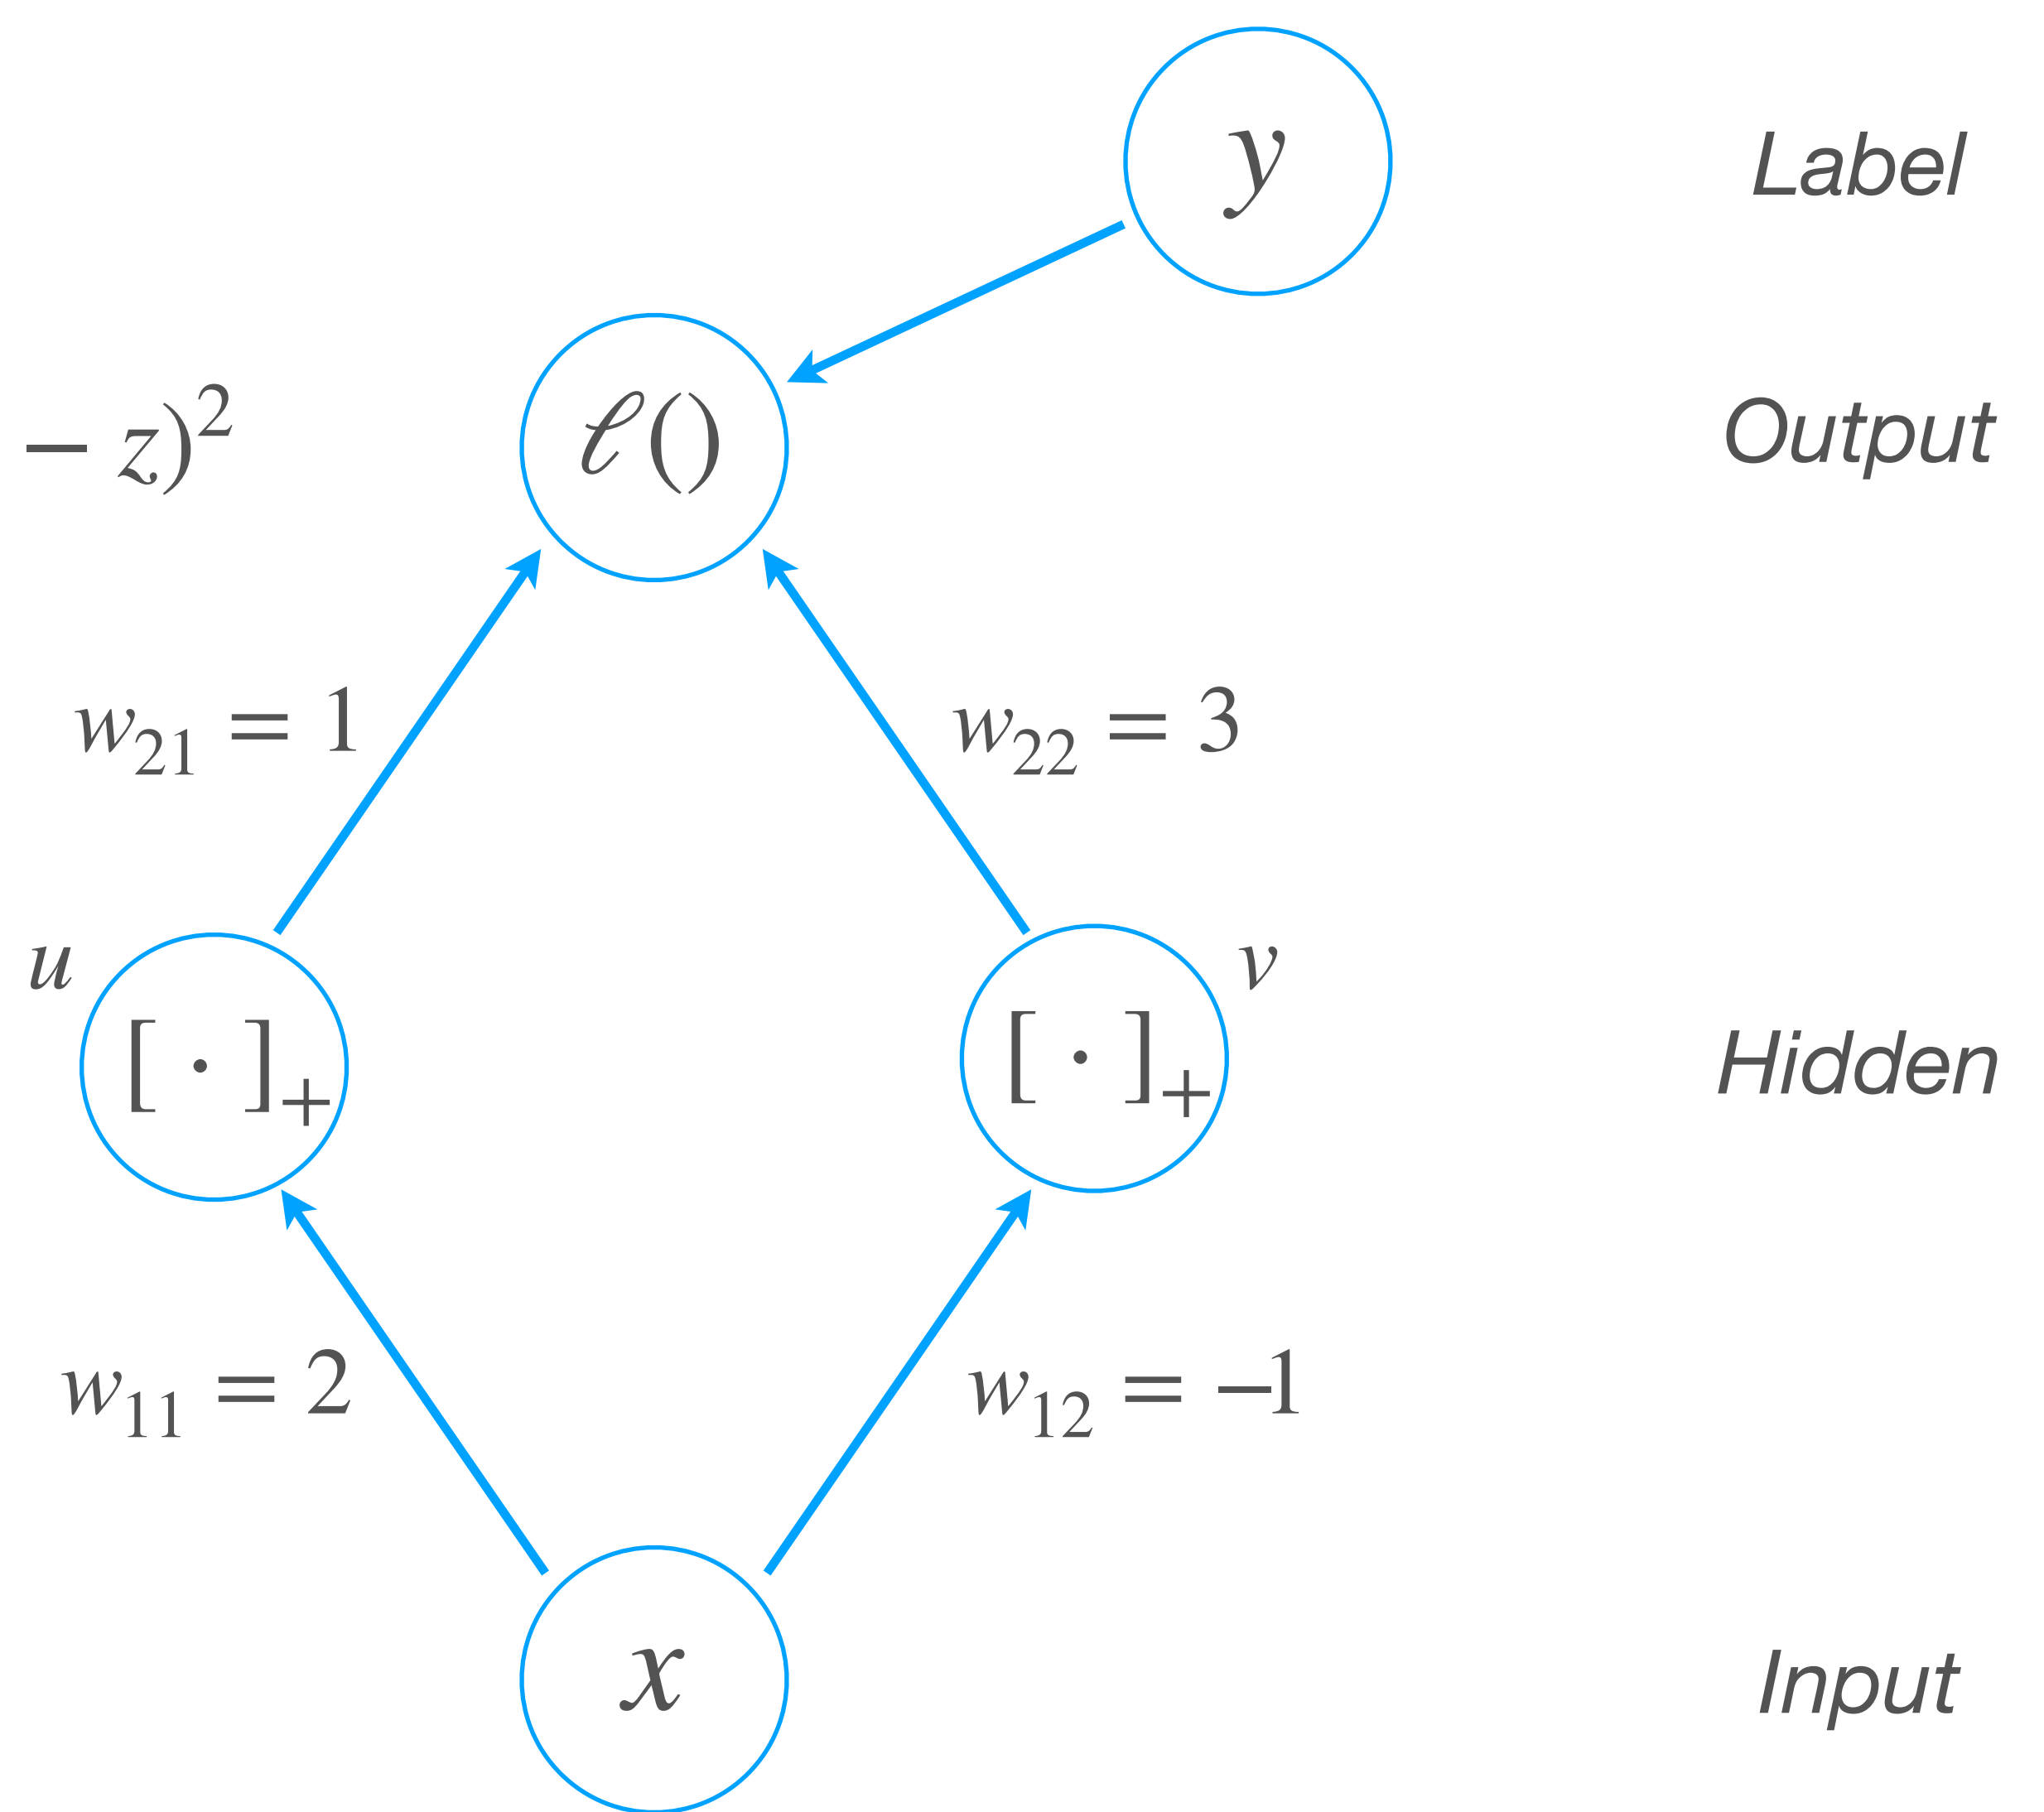 y
Label
− z)²
ℓ()
Output
w₂₁ = 1
w₂₂ = 3
u
v
[ · ]₊
[ · ]₊
Hidden
w₁₁ = 2
w₁₂ = −1
x
Input